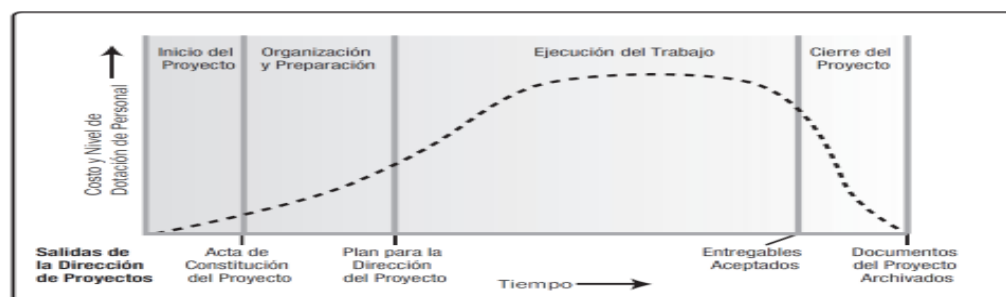 Inicio del
Proyecto
Organización
y Preparación
Ejecución del Trabajo
Cierre del
Proyecto
Costo y Nivel de
Dotación de Personal
Salidas de
la Dirección
de Proyectos
Acta de
Constitución
del Proyecto
Plan para la
Dirección
del Proyecto
Tiempo
Entregables
Aceptados
Documentos
del Proyecto
Archivados